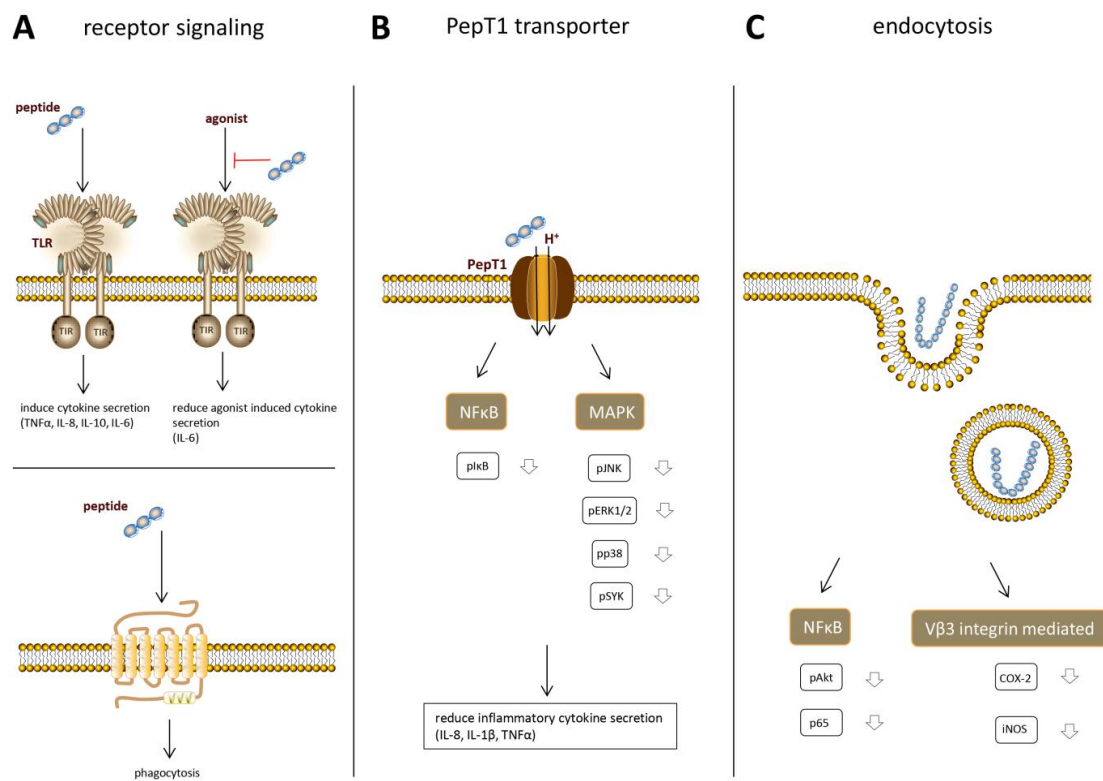 A receptor signaling
peptide
agonist
TLR
TIR TIR TIR TIR
induce cytokine secretion
(TNFα, IL-8, IL-10, IL-6)
reduce agonist induced cytokine
secretion
(IL-6)
peptide
phagocytosis
B PepT1 transporter
H+
PepT1
NFκB
MAPK
pIκB
pJNK
pERK1/2
pp38
pSYK
reduce inflammatory cytokine secretion
(IL-8, IL-1β, TNFα)
C endocytosis
NFκB
Vβ3 integrin mediated
pAkt
p65
COX-2
iNOS